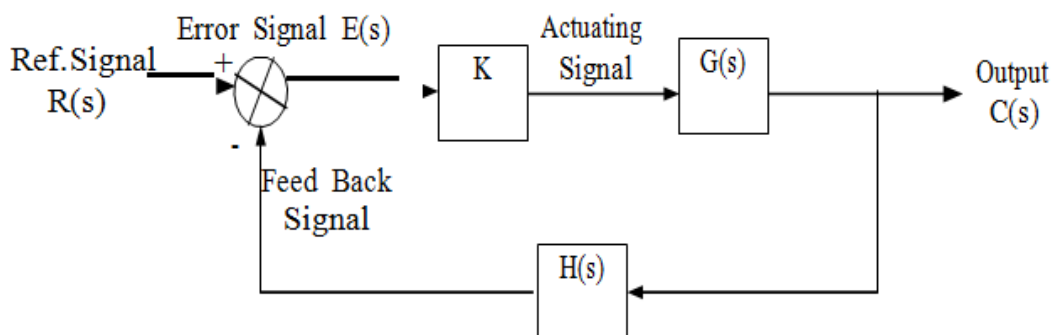 Error Signal E(s)
Ref.Signal
R(s)
+
-
K
Actuating
Signal
G(s)
Output
C(s)
Feed Back
Signal
H(s)